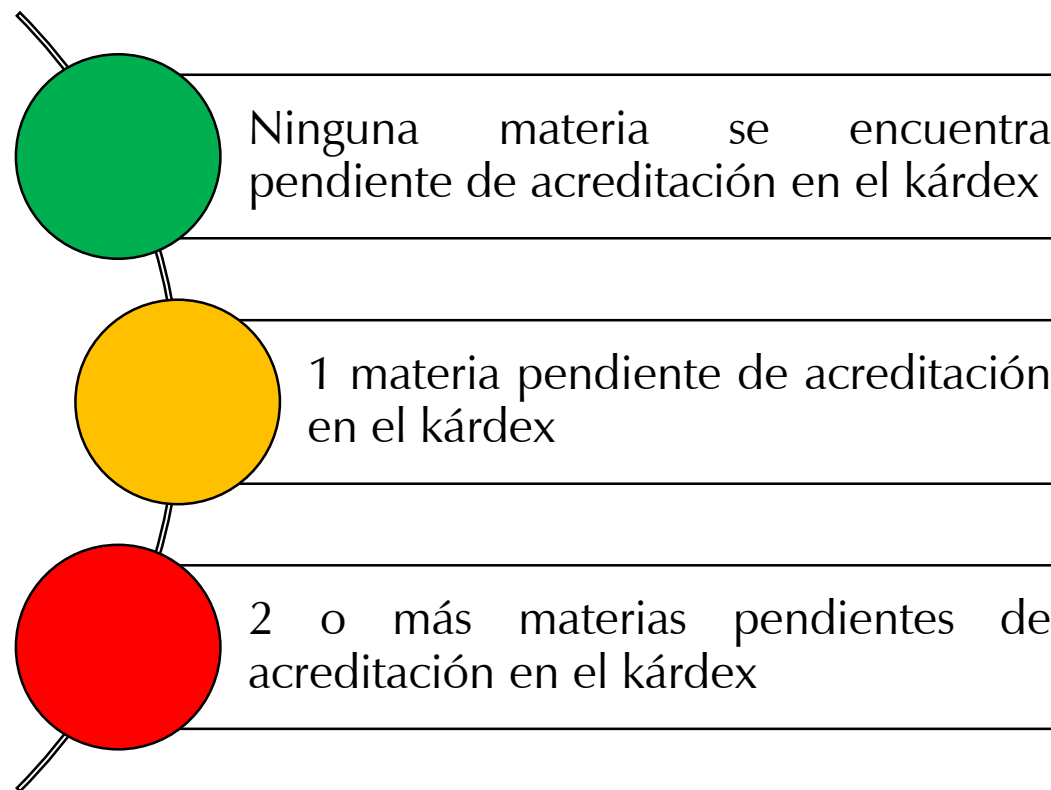 Ninguna materia se encuentra
pendiente de acreditación en el kárdex
1 materia pendiente de acreditación
en el kárdex
2 o más materias pendientes de
acreditación en el kárdex